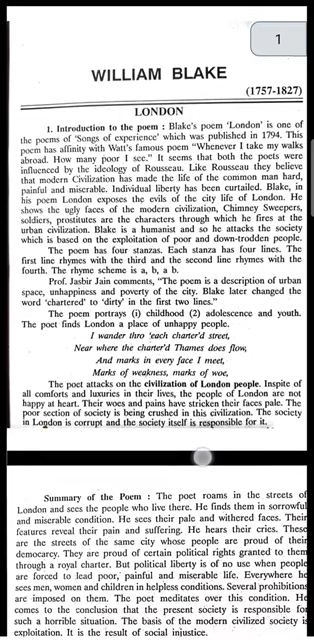 1
WILLIAM BLAKE
(1757-1827)
LONDON
1. Introduction to the poem : Blake's poem 'London' is one of
the poems of 'Songs of experience' which was published in 1794. This
poem has affinity with Watt's famous poem "Whenever I take my walks
abroad. How many poor I see." It seems that both the poets were
influenced by the ideology of Rousseau. Like Rousseau they believe
that modern Civilization has made the life of the common man hard,
painful and miserable. Individual liberty has been curtailed. Blake, in
his poem London exposes the evils of the city life of London. He
shows the ugly faces of the modern civilization, Chimney Sweepers,
soldiers, prostitutes are the characters through which he fires at the
urban civilization. Blake is a humanist and so he attacks the society
which is based on the exploitation of poor and down-trodden people.
The poem has four stanzas. Each stanza has four lines. The
first line rhymes with the third and the second line rhymes with the
fourth. The rhyme scheme is a, b, a b.
Prof. Jasbir Jain comments, "The poem is a description of urban
space, unhappiness and poverty of the city. Blake later changed the
word 'chartered' to 'dirty' in the first two lines."
The poem portrays (i) childhood (2) adolescence and youth.
The poet finds London a place of unhappy people.
I wander thro 'each charter'd street,
Near where the charter'd Thames does flow,
And marks in every face I meet,
Marks of weakness, marks of woe,
The poet attacks on the civilization of London people. Inspite of
all comforts and luxuries in their lives, the people of London are not
happy at heart. Their woes and pains have stricken their faces pale. The
poor section of society is being crushed in this civilization. The society
in London is corrupt and the society itself is responsible for it.
Summary of the Poem : The poet roams in the streets of
London and sees the people who live there. He finds them in sorrowful
and miserable condition. He sees their pale and withered faces. Their
features reveal their pain and suffering. He hears their cries. These
are the streets of the same city whose people are proud of their
democarcy. They are proud of certain political rights granted to them
through a royal charter. But political liberty is of no use when people
are forced to lead poor, painful and miserable life. Everywhere he
sees men, women and children in helpless conditions. Several prohibitions
are imposed on them. The poet meditates over this condition. He
comes to the conclusion that the present society is responsible for
such a horrible situation. The basis of the modern civilized society is
exploitation. It is the result of social injustice.